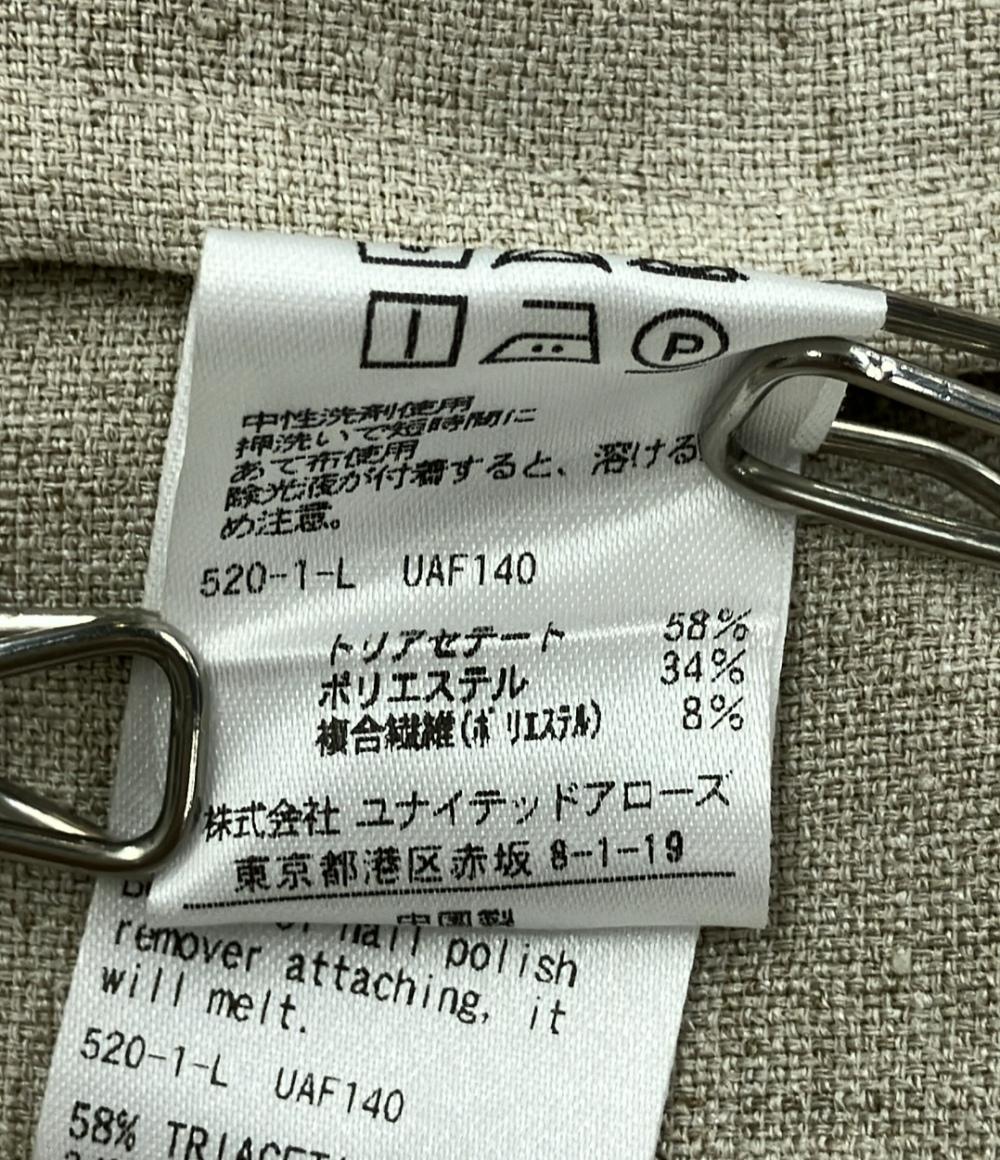 P
中性洗剤使用
押洗いで短時間に
あて布使用
除光液が付着すると、溶ける
め注意。
520-1-L UAF140
トリアセテート 58%
ポリエステル 34%
複合繊維(ポリエステル) 8%
株式会社 ユナイテッドアローズ
東京都港区赤坂 8-1-19
中国製
nail polish
remover attaching, it
will melt.
520-1-L UAF140
58%